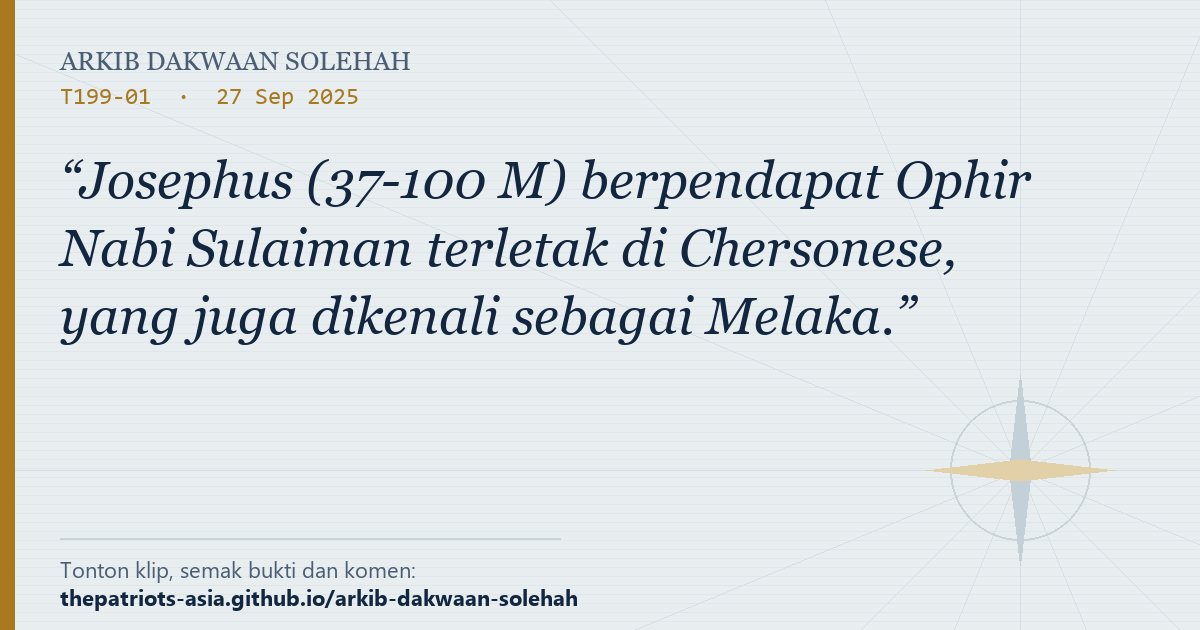 ARKIB DAKWAAN SOLEHAH
T199-01 · 27 Sep 2025
“Josephus (37-100 M) berpendapat Ophir
Nabi Sulaiman terletak di Chersonese,
yang juga dikenali sebagai Melaka.”
Tonton klip, semak bukti dan komen:
thepatriots-asia.github.io/arkib-dakwaan-solehah